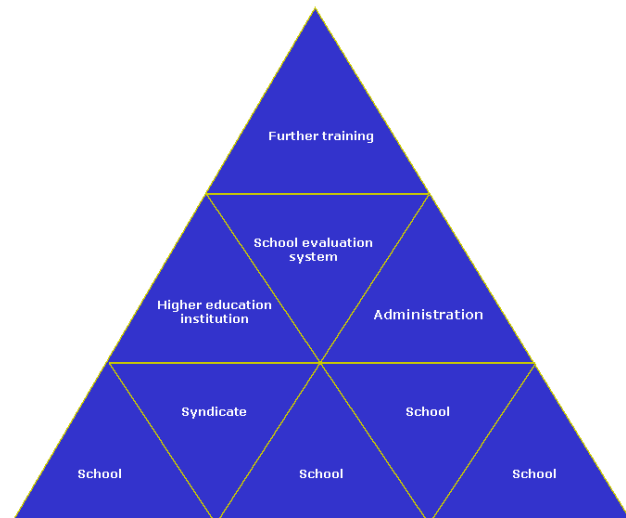 Further training
School evaluation
system
Higher education
institution
Administration
Syndicate
School
School
School
School